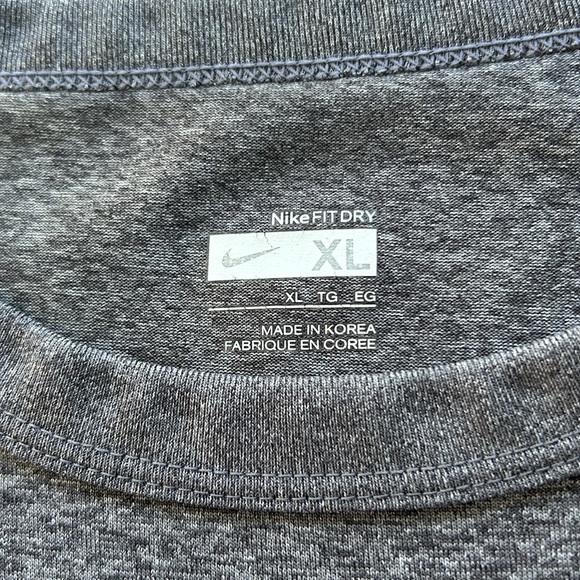 NikeFITDRY
XL
XL TG EG
MADE IN KOREA
FABRIQUE EN COREE